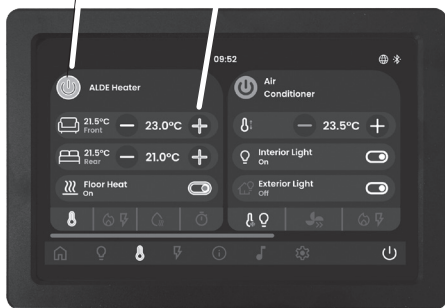 09:52
ALDE Heater
21.5°C
Front
23.0°C
21.5°C
Rear
21.0°C
Floor Heat
On
Air
Conditioner
23.5°C
Interior Light
On
Exterior Light
Off